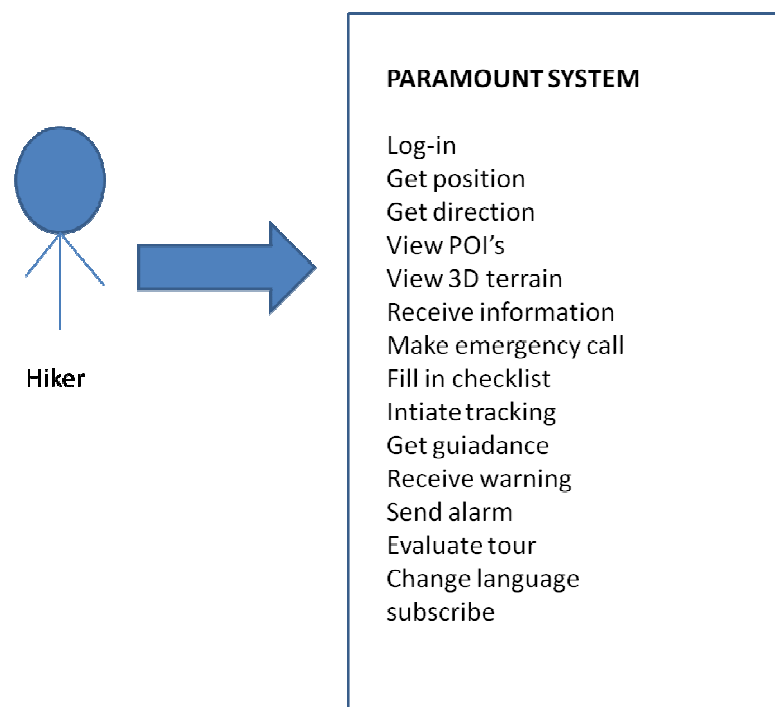 PARAMOUNT SYSTEM
Log-in
Get position
Get direction
View POI's
View 3D terrain
Receive information
Make emergency call
Fill in checklist
Intiate tracking
Get guiadance
Receive warning
Send alarm
Evaluate tour
Change language
subscribe
Hiker